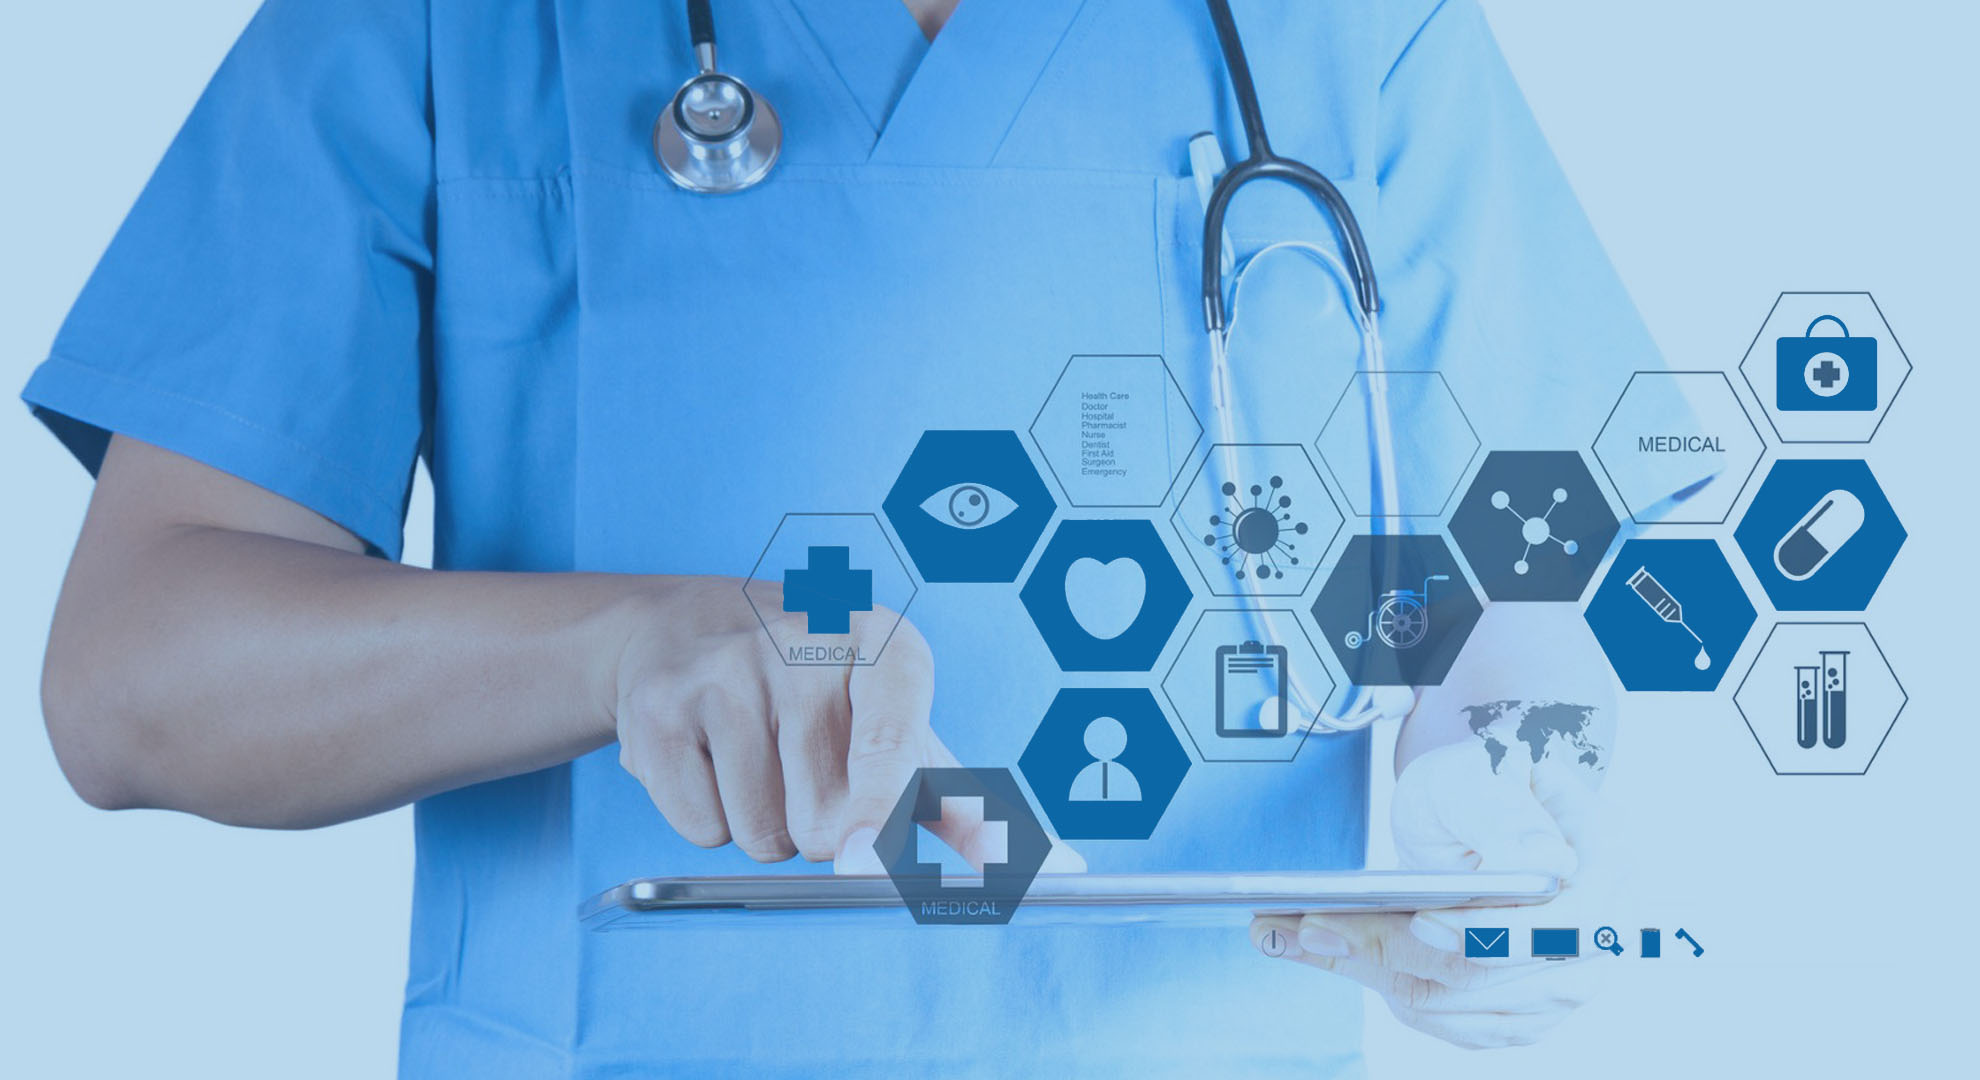 Health Care
Doctor
Hospital
Pharmacist
Nurse
Dentist
First Aid
Surgeon
Emergency
MEDICAL
MEDICAL
MEDICAL